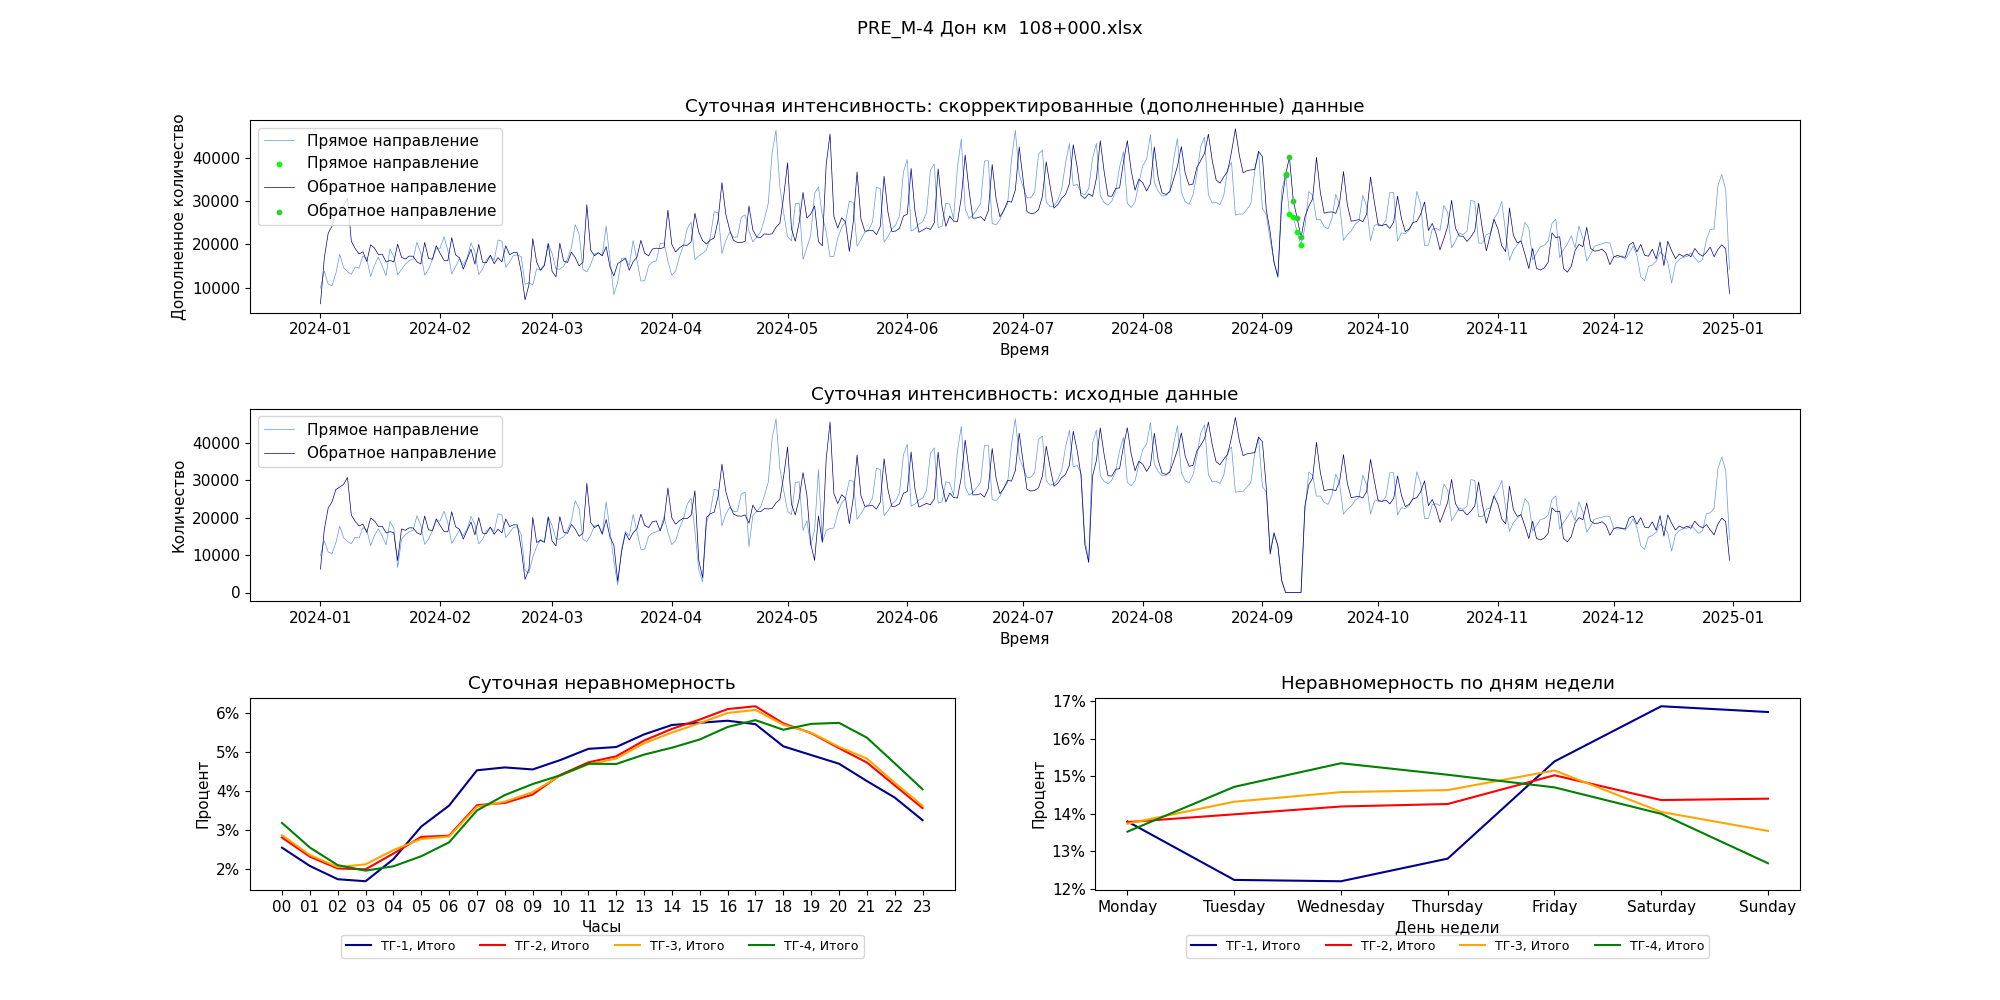 PRE_M-4 Дон км  108+000.xlsx
Суточная интенсивность: скорректированные (дополненные) данные
Дополненное количество
40000
30000
20000
10000
Прямое направление
Прямое направление
Обратное направление
Обратное направление
2024-01 2024-02 2024-03 2024-04 2024-05 2024-06 2024-07 2024-08 2024-09 2024-10 2024-11 2024-12 2025-01
Время
Суточная интенсивность: исходные данные
Количество
40000
30000
20000
10000
0
Прямое направление
Обратное направление
2024-01 2024-02 2024-03 2024-04 2024-05 2024-06 2024-07 2024-08 2024-09 2024-10 2024-11 2024-12 2025-01
Время
Суточная неравномерность
Процент
6%
5%
4%
3%
2%
00 01 02 03 04 05 06 07 08 09 10 11 12 13 14 15 16 17 18 19 20 21 22 23
Часы
ТГ-1, Итого ТГ-2, Итого ТГ-3, Итого ТГ-4, Итого
Неравномерность по дням недели
Процент
17%
16%
15%
14%
13%
12%
Monday Tuesday Wednesday Thursday Friday Saturday Sunday
День недели
ТГ-1, Итого ТГ-2, Итого ТГ-3, Итого ТГ-4, Итого